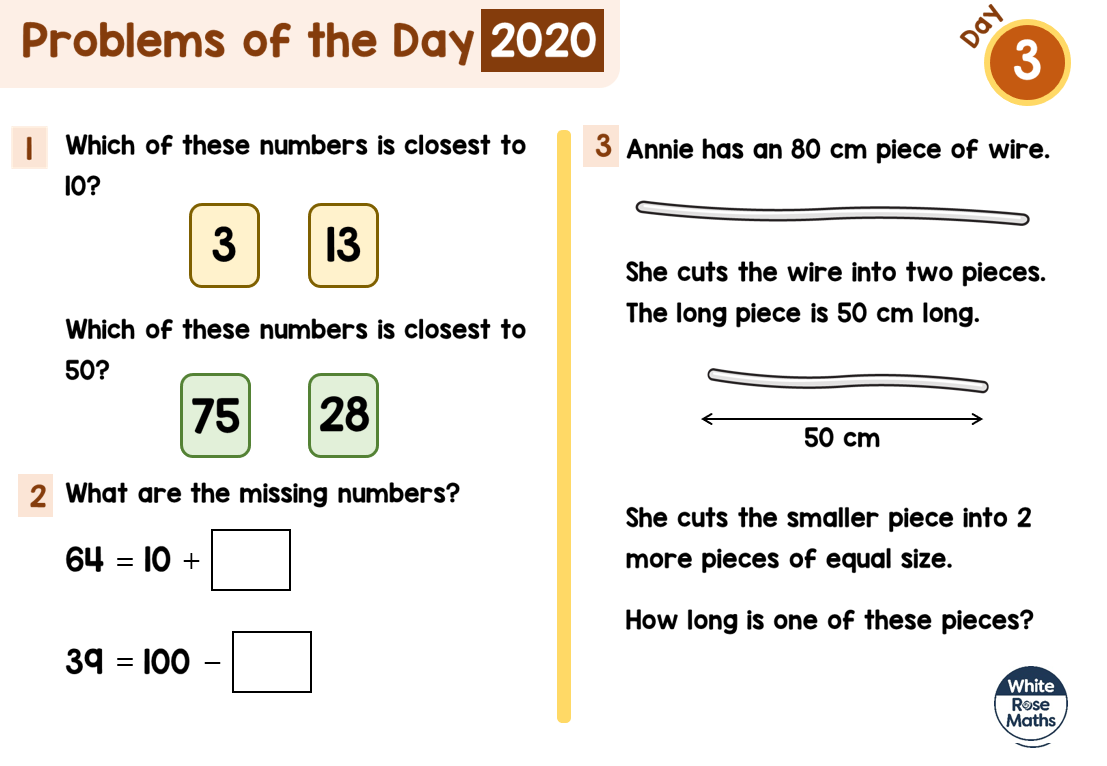 Problems of the Day 2020
Day
3
1
Which of these numbers is closest to
10?
3 13
Which of these numbers is closest to
50?
75 28
2 What are the missing numbers?
64 = 10 +
39 = 100 −
3 Annie has an 80 cm piece of wire.
She cuts the wire into two pieces.
The long piece is 50 cm long.
50 cm
She cuts the smaller piece into 2
more pieces of equal size.
How long is one of these pieces?
White
Rose
Maths